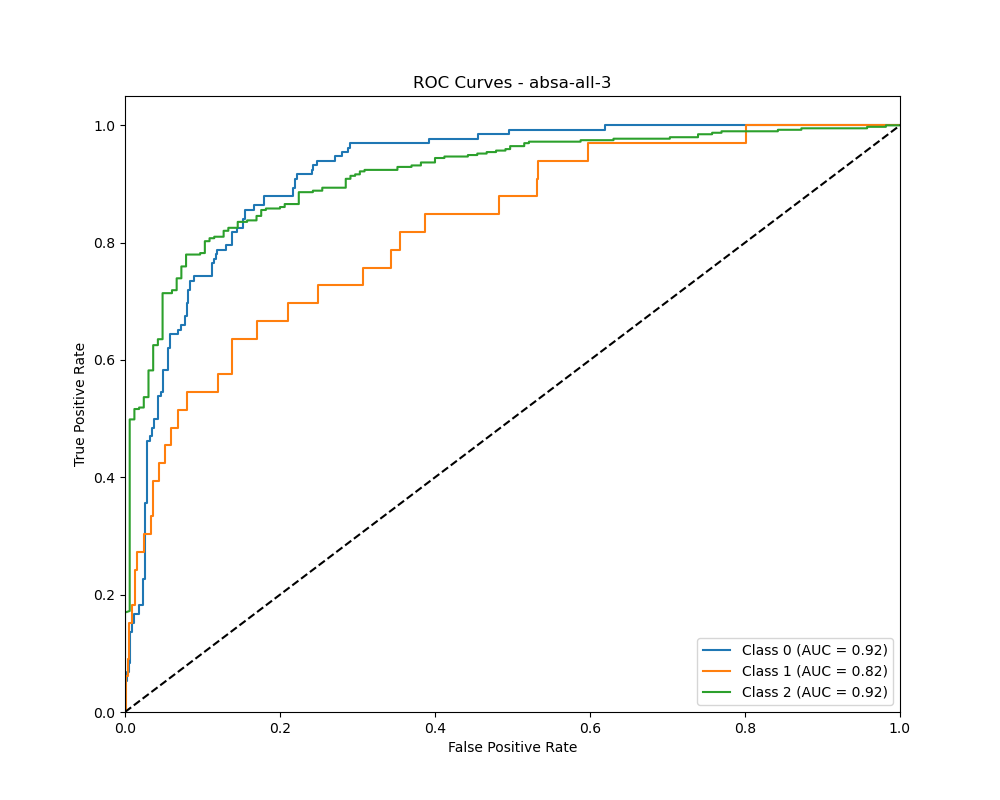 ROC Curves - absa-all-3
True Positive Rate
1.0
0.8
0.6
0.4
0.2
0.0
0.0 0.2 0.4 0.6 0.8 1.0
False Positive Rate
Class 0 (AUC = 0.92)
Class 1 (AUC = 0.82)
Class 2 (AUC = 0.92)